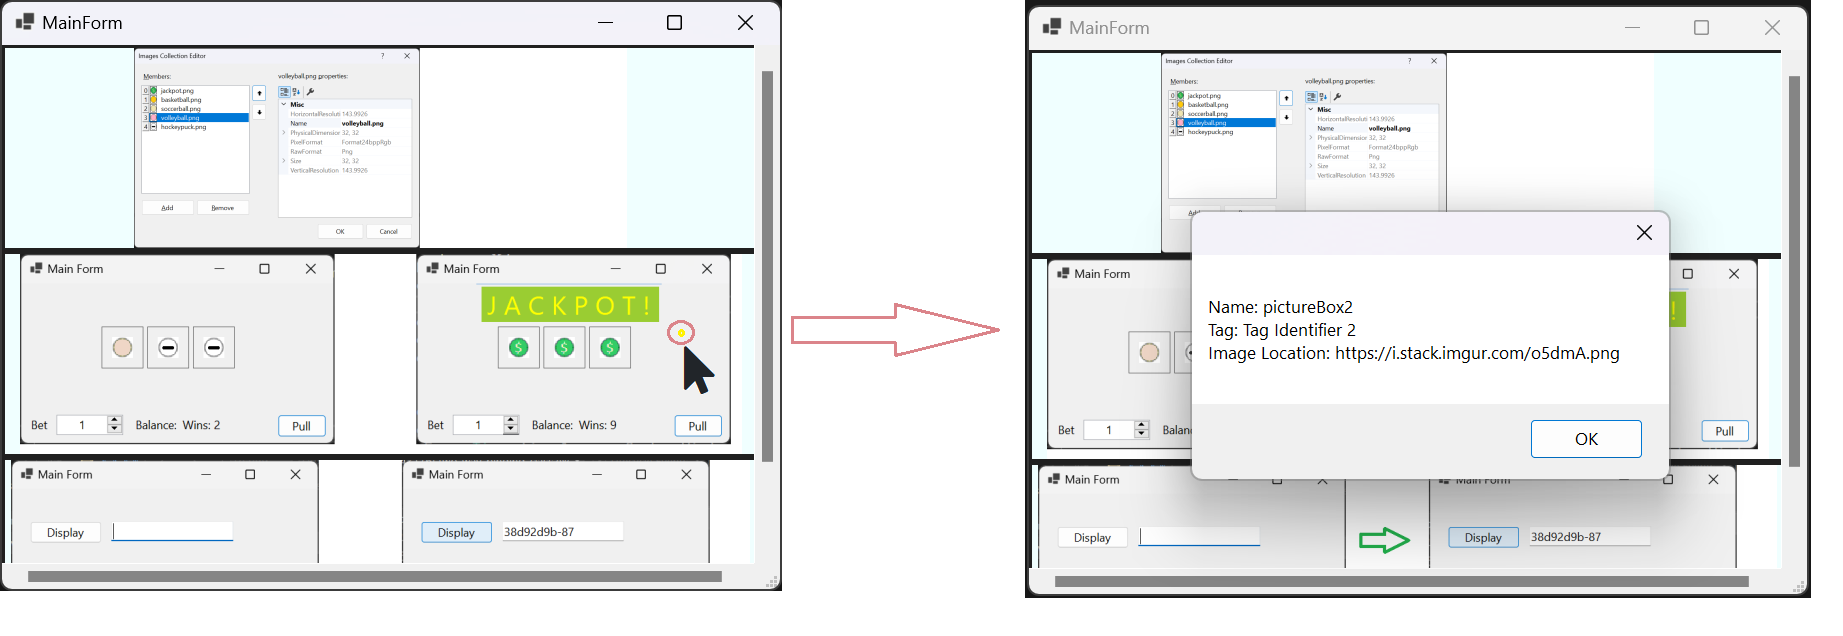 MainForm
Images Collection Editor
?
Members:
volleyball.png properties:
0 jackpot.png
1 basketball.png
2 soccerball.png
3 volleyball.png
4 hockeypuck.png
Misc
HorizontalResoluti 143.9926
Name volleyball.png
PhysicalDimension 32, 32
PixelFormat Format24bppRgb
RawFormat Png
Size 32, 32
VerticalResolution 143.9926
Add Remove
OK Cancel
Main Form
Bet 1 Balance: Wins: 2 Pull
Main Form
JACKPOT!
$ $ $
Bet 1 Balance: Wins: 9 Pull
Main Form
Display
Main Form
Display 38d92d9b-87
MainForm
Images Collection Editor
?
Members:
volleyball.png properties:
0 jackpot.png
1 basketball.png
2 soccerball.png
3 volleyball.png
4 hockeypuck.png
Misc
HorizontalResoluti 143.9926
Name volleyball.png
PhysicalDimension 32, 32
PixelFormat Format24bppRgb
RawFormat Png
Size 32, 32
VerticalResolution 143.9926
Main Form
!
Bet 1 Balanc
Pull
Name: pictureBox2
Tag: Tag Identifier 2
Image Location: https://i.stack.imgur.com/o5dmA.png
OK
Main Form
Display
Main Form
Display 38d92d9b-87